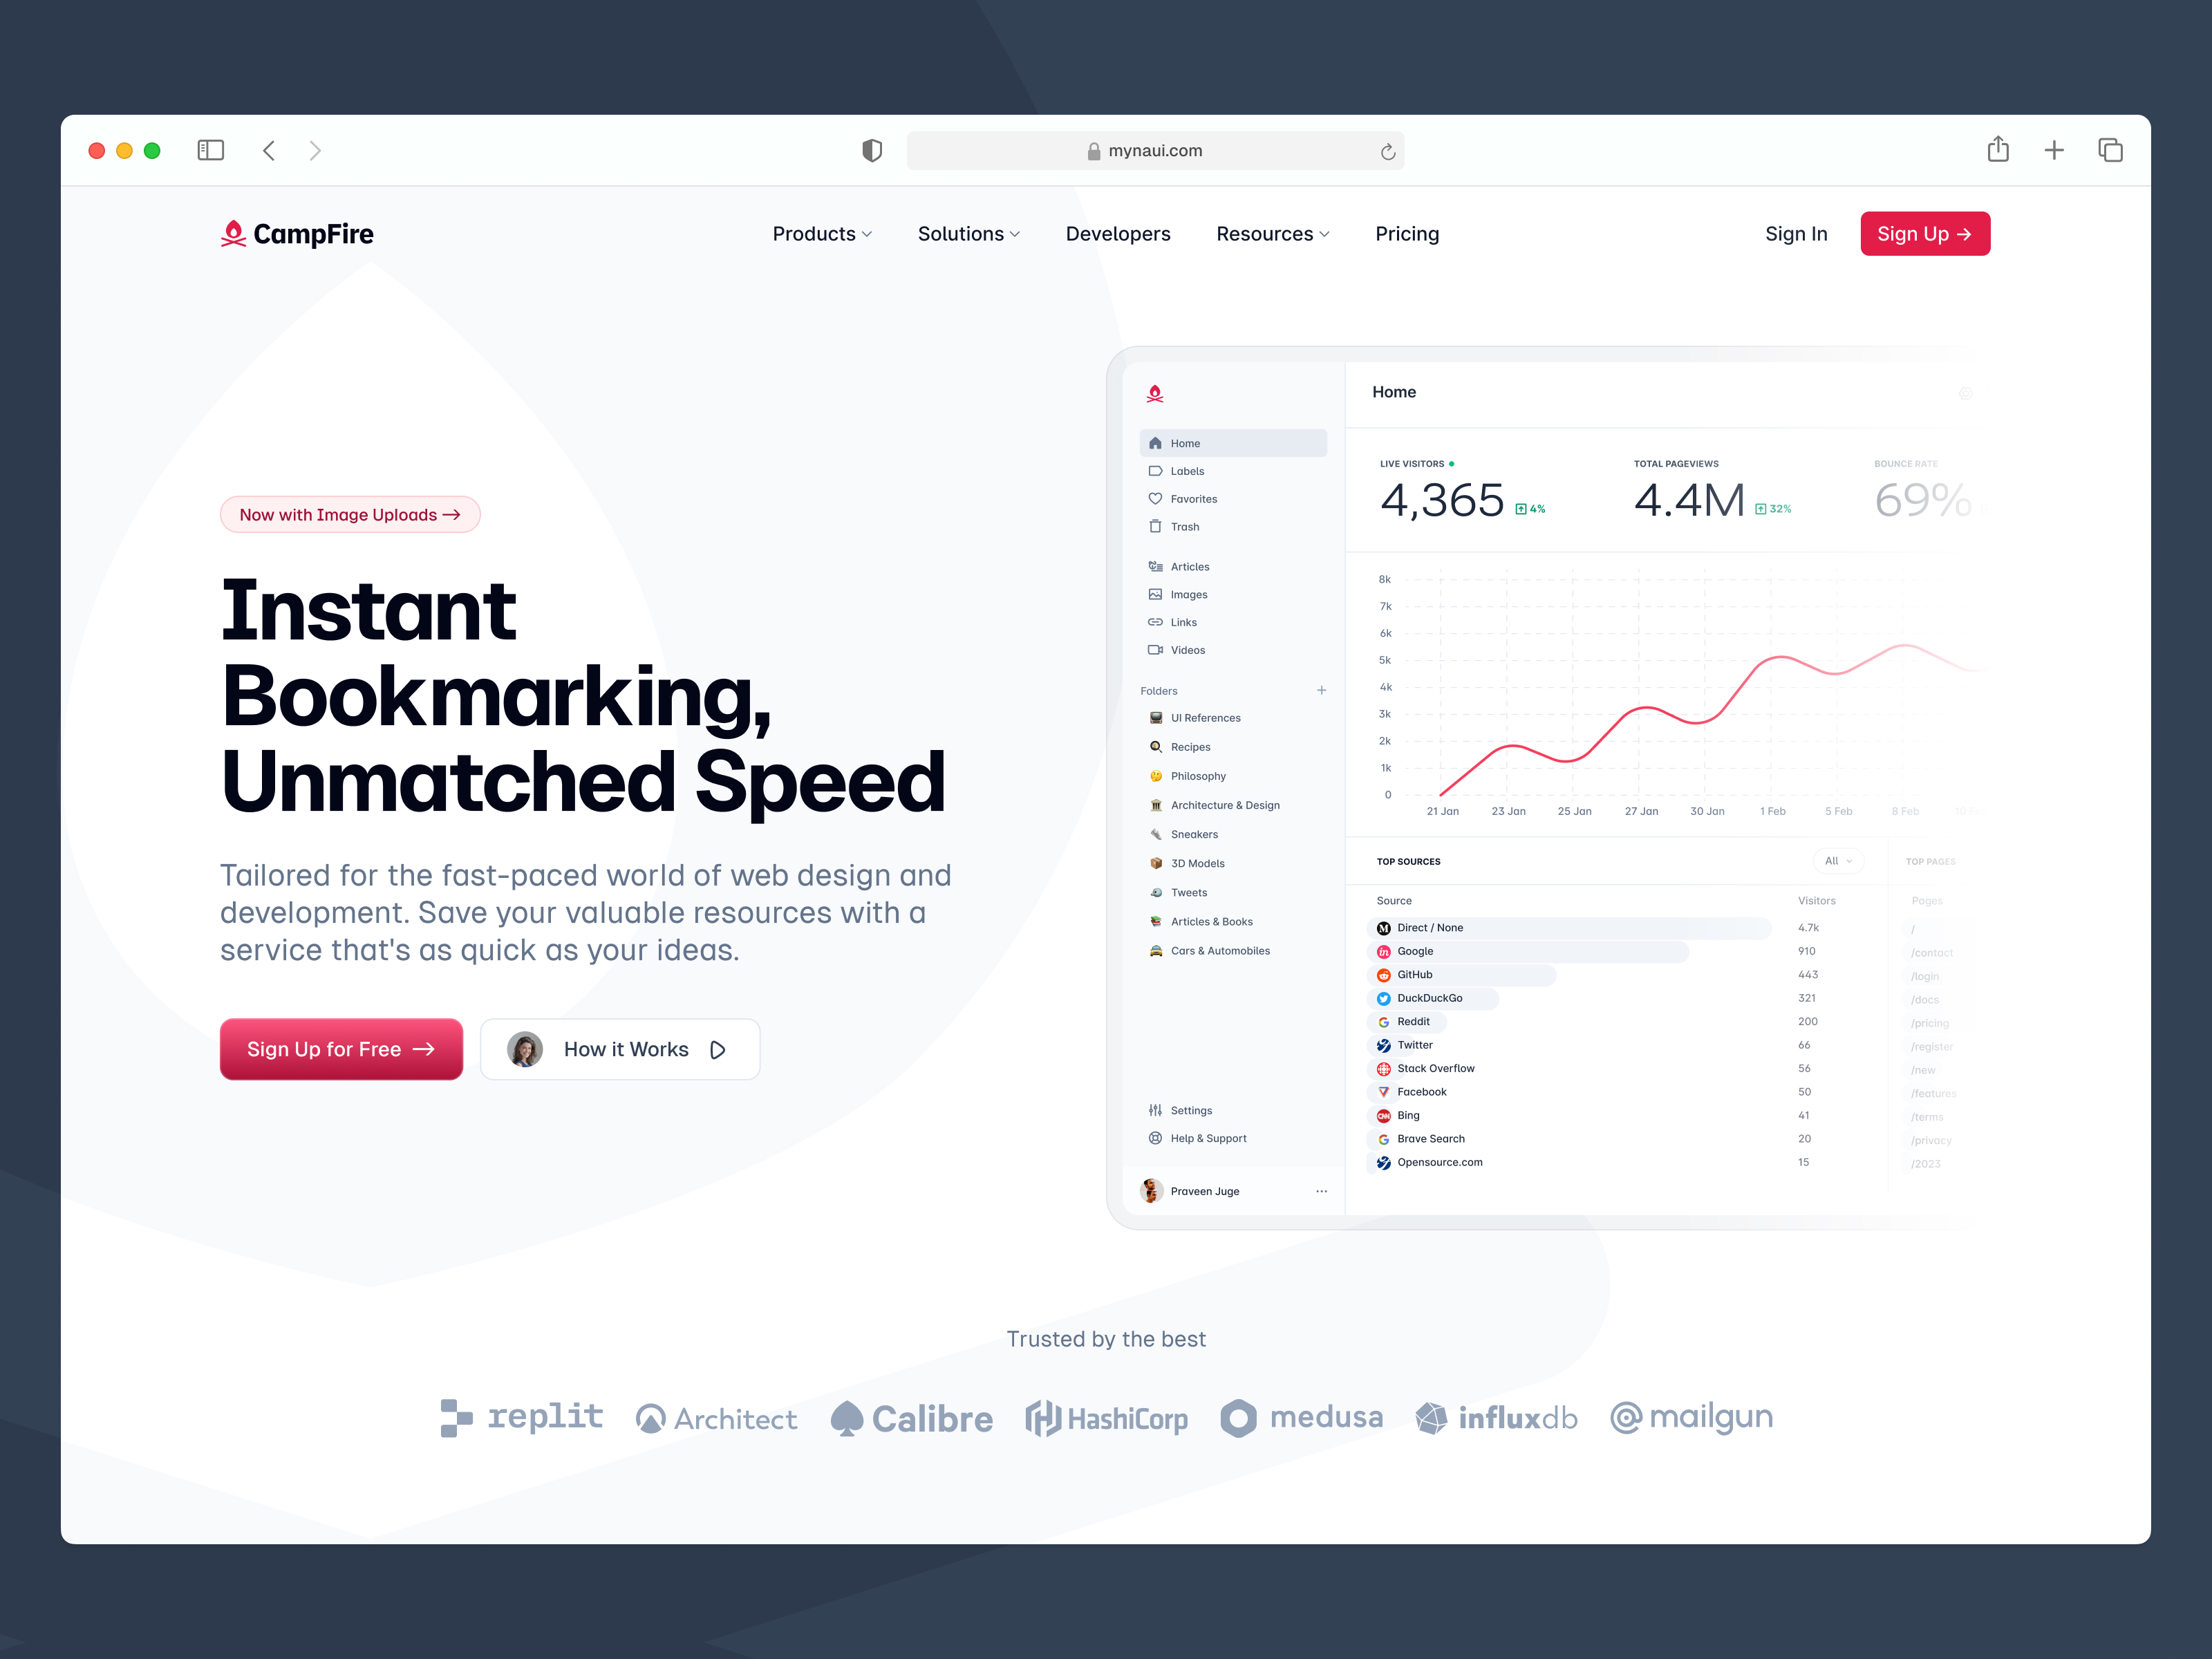 mynaui.com
CampFire
Products
Solutions
Developers
Resources
Pricing
Sign In
Sign Up →
Now with Image Uploads →
Instant
Bookmarking,
Unmatched Speed
Tailored for the fast-paced world of web design and
development. Save your valuable resources with a
service that's as quick as your ideas.
Sign Up for Free →
How it Works
Home
Labels
Favorites
Trash
Articles
Images
Links
Videos
Folders +
UI References
Recipes
Philosophy
Architecture & Design
Sneakers
3D Models
Tweets
Articles & Books
Cars & Automobiles
Settings
Help & Support
Praveen Juge ...
Home
LIVE VISITORS
4,365 4%
TOTAL PAGEVIEWS
4.4M 32%
BOUNCE RATE
69%
8k
7k
6k
5k
4k
3k
2k
1k
0
21 Jan 23 Jan 25 Jan 27 Jan 30 Jan 1 Feb 5 Feb 8 Feb 10
TOP SOURCES All
Source Visitors
Direct / None 4.7k
Google 910
GitHub 443
DuckDuckGo 321
Reddit 200
Twitter 66
Stack Overflow 56
Facebook 50
Bing 41
Brave Search 20
Opensource.com 15
TOP PAGES
Pages
/
/contact
/login
/docs
/pricing
/register
/new
/features
/terms
/privacy
/2023
Trusted by the best
replit
Architect
Calibre
HashiCorp
medusa
influxdb
mailgun